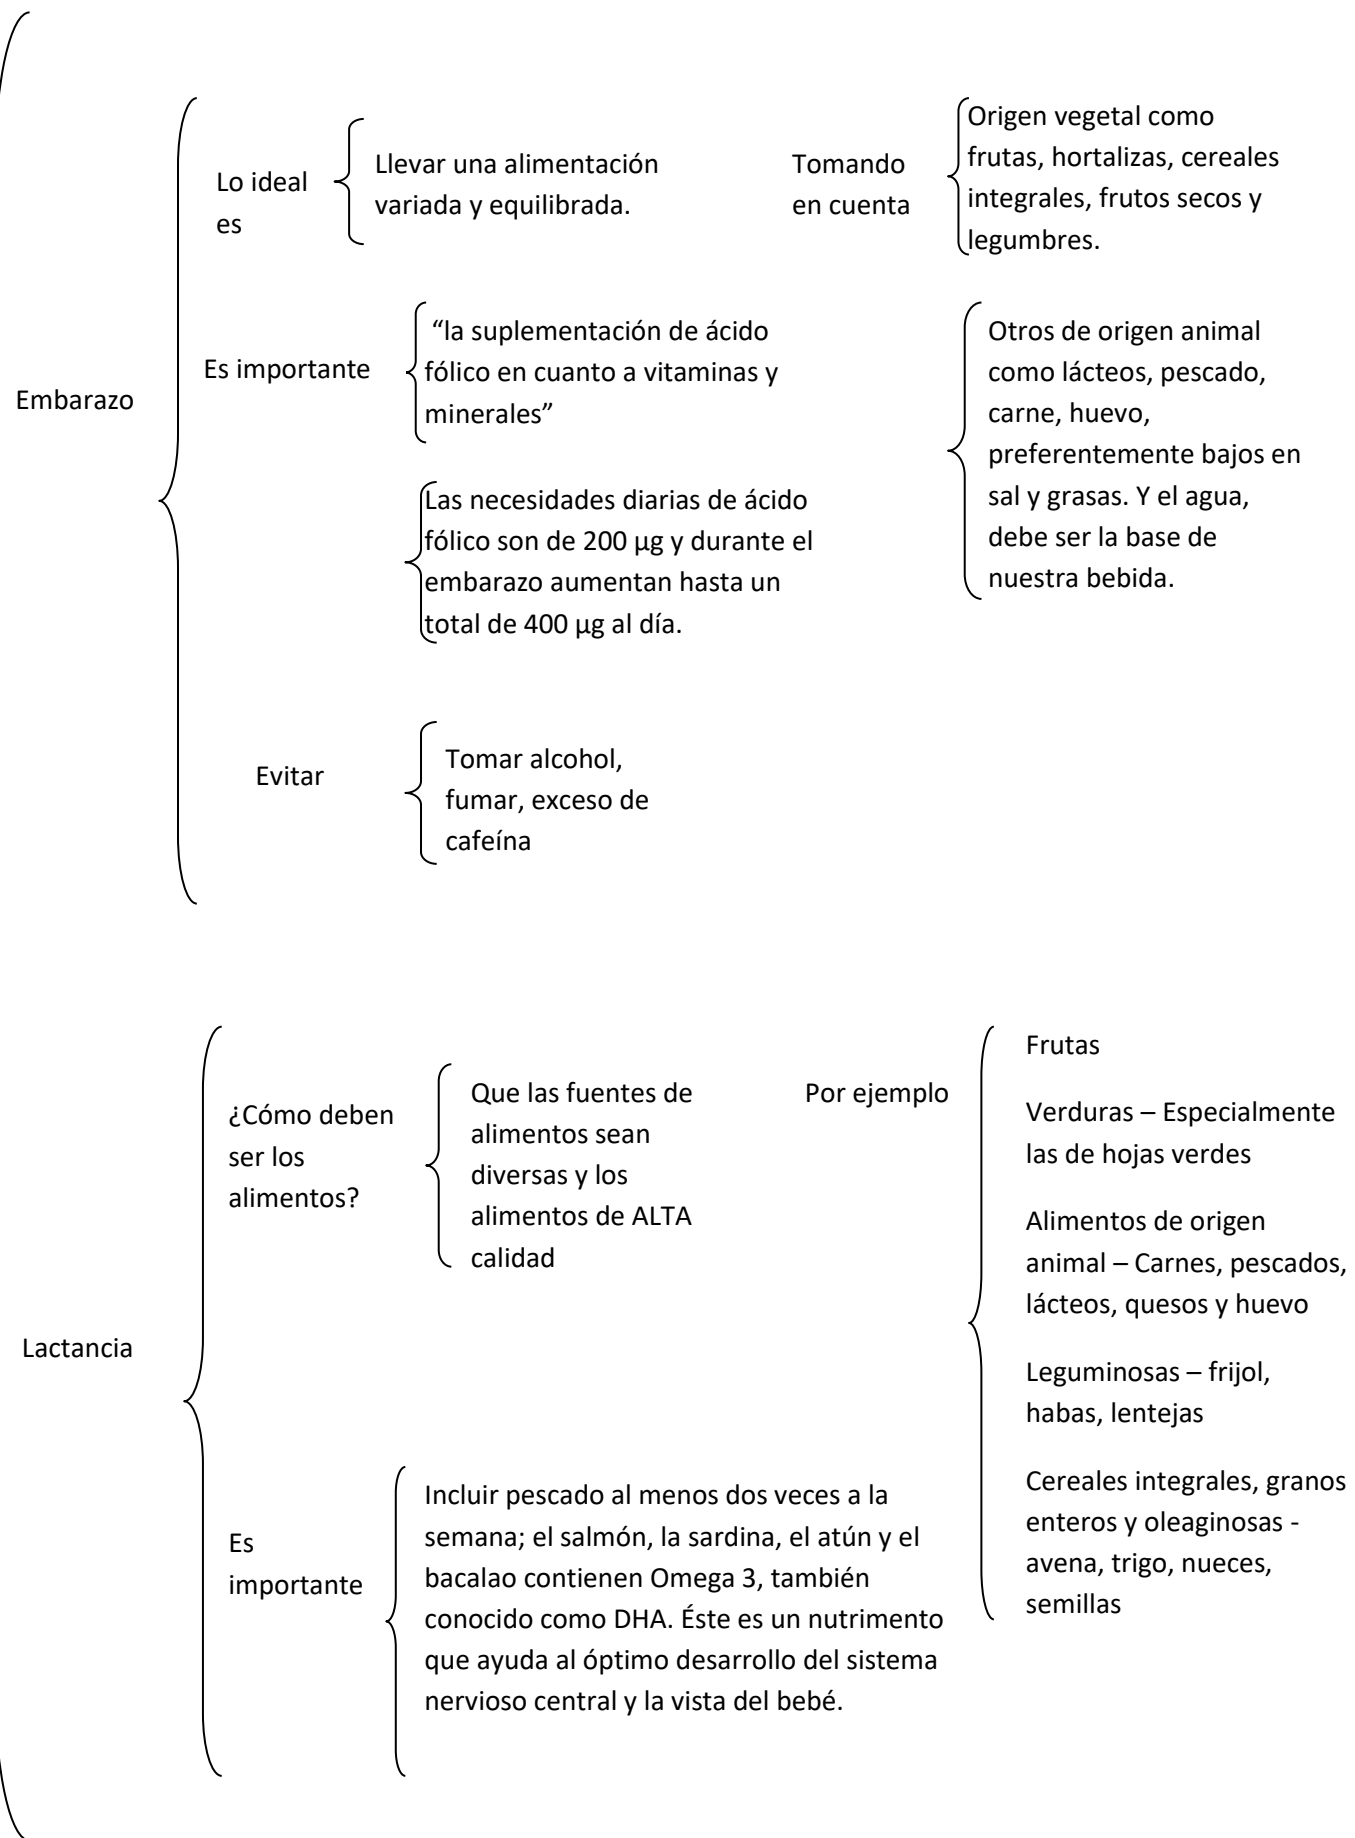 Embarazo
Lo ideal
es
Llevar una alimentación
variada y equilibrada.
Tomando
en cuenta
Origen vegetal como
frutas, hortalizas, cereales
integrales, frutos secos y
legumbres.
Es importante
“la suplementación de ácido
fólico en cuanto a vitaminas y
minerales”
Otros de origen animal
como lácteos, pescado,
carne, huevo,
preferentemente bajos en
sal y grasas. Y el agua,
debe ser la base de
nuestra bebida.
Las necesidades diarias de ácido
fólico son de 200 µg y durante el
embarazo aumentan hasta un
total de 400 µg al día.
Evitar
Tomar alcohol,
fumar, exceso de
cafeína
Lactancia
¿Cómo deben
ser los
alimentos?
Que las fuentes de
alimentos sean
diversas y los
alimentos de ALTA
calidad
Por ejemplo
Frutas
Verduras – Especialmente
las de hojas verdes
Alimentos de origen
animal – Carnes, pescados,
lácteos, quesos y huevo
Leguminosas – frijol,
habas, lentejas
Cereales integrales, granos
enteros y oleaginosas -
avena, trigo, nueces,
semillas
Es
importante
Incluir pescado al menos dos veces a la
semana; el salmón, la sardina, el atún y el
bacalao contienen Omega 3, también
conocido como DHA. Éste es un nutrimento
que ayuda al óptimo desarrollo del sistema
nervioso central y la vista del bebé.